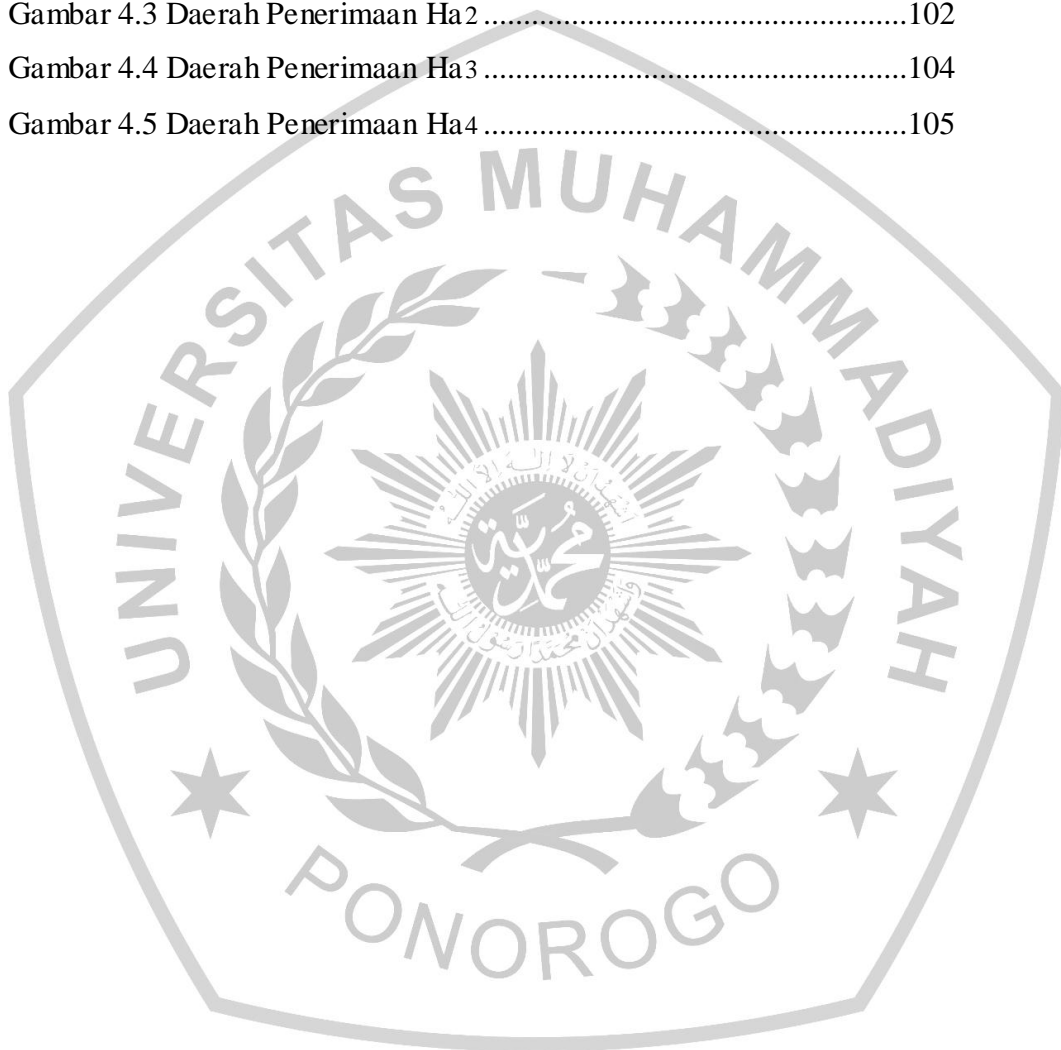 Gambar 4.3 Daerah Penerimaan Ha2 ................................................102
Gambar 4.4 Daerah Penerimaan Ha3 ................................................104
Gambar 4.5 Daerah Penerimaan Ha4 ................................................105
UNIVERSITAS MUHAMMADIYAH
PONOROGO